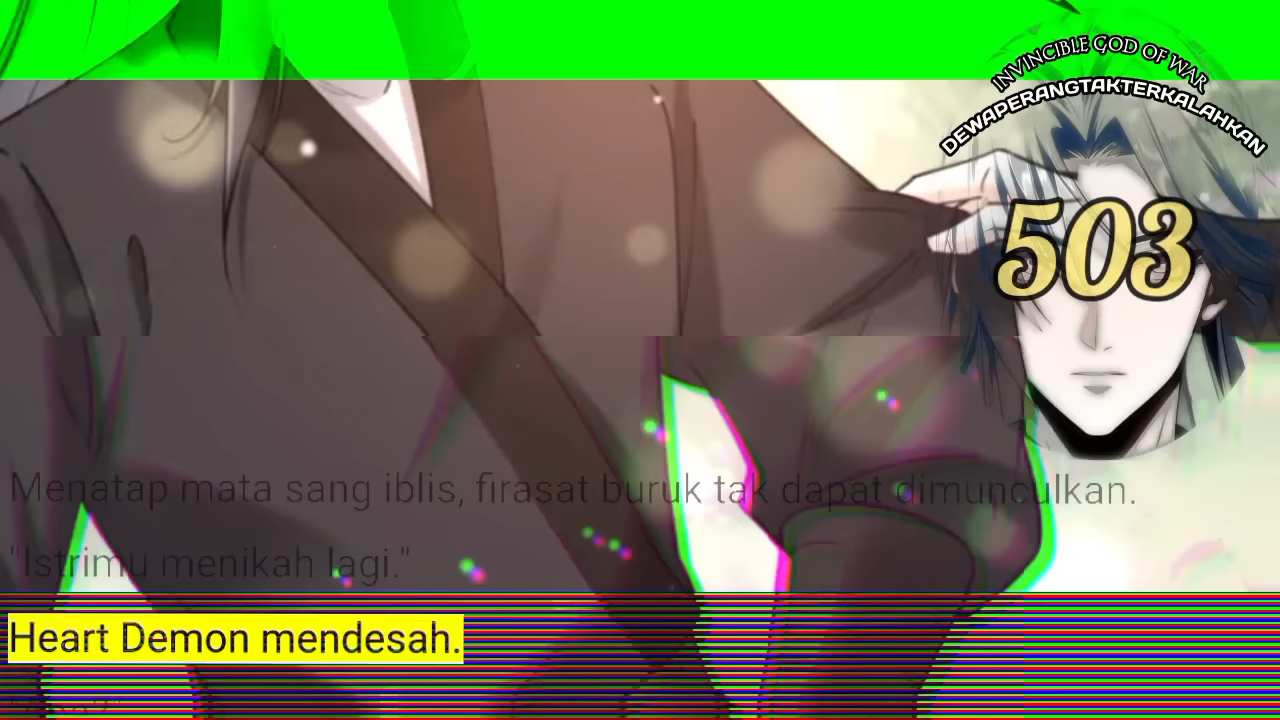 INVINCIBLE GOD OF WAR
DEWAPERANGTAKTERKALAHKAN
503
Menatap mata sang iblis, firasat buruk tak dapat dimunculkan.
"Istrimu menikah lagi."
Heart Demon mendesah.